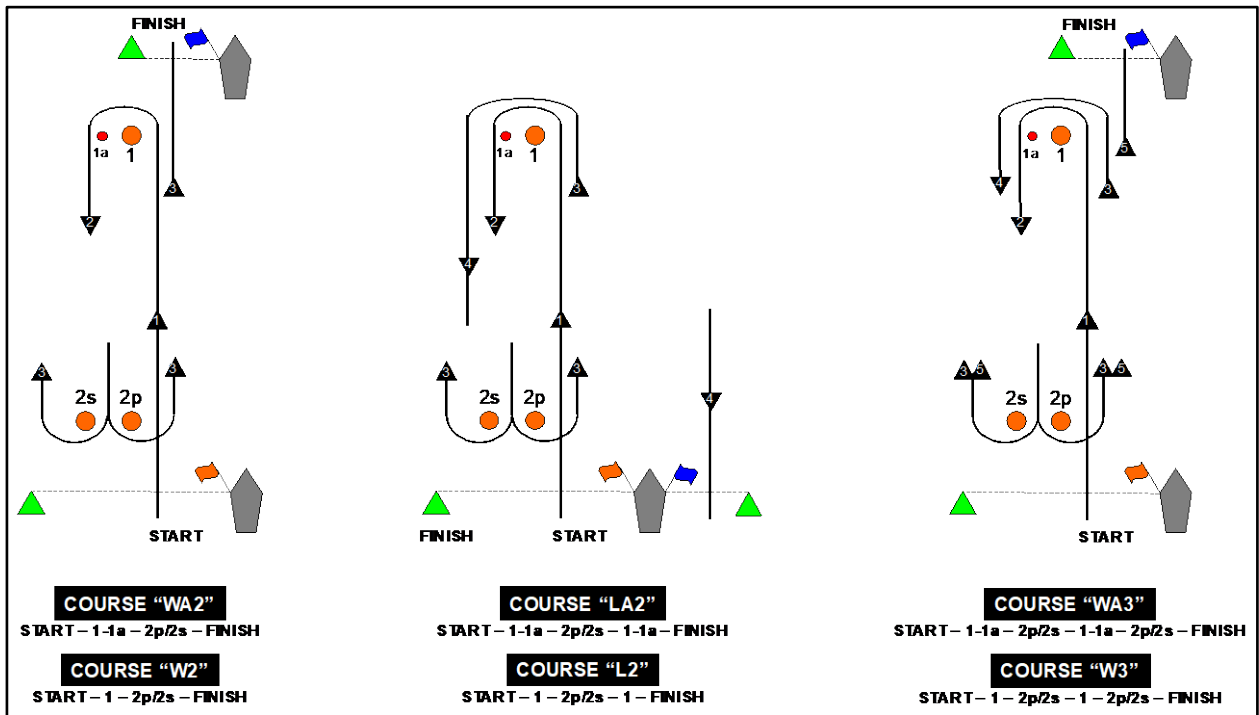 FINISH
1a
1
3
2
1
3
3
2s
2p
START
COURSE “WA2”
START – 1-1a – 2p/2s – FINISH
COURSE “W2”
START – 1 – 2p/2s – FINISH
1a
1
3
2
4
1
3
3
4
2s
2p
FINISH
START
COURSE “LA2”
START – 1-1a – 2p/2s – 1-1a – FINISH
COURSE “L2”
START – 1 – 2p/2s – 1 – FINISH
FINISH
1a
1
5
4
3
2
1
3 5
3 5
2s
2p
START
COURSE “WA3”
START – 1-1a – 2p/2s – 1-1a – 2p/2s – FINISH
COURSE “W3”
START – 1 – 2p/2s – 1 – 2p/2s – FINISH